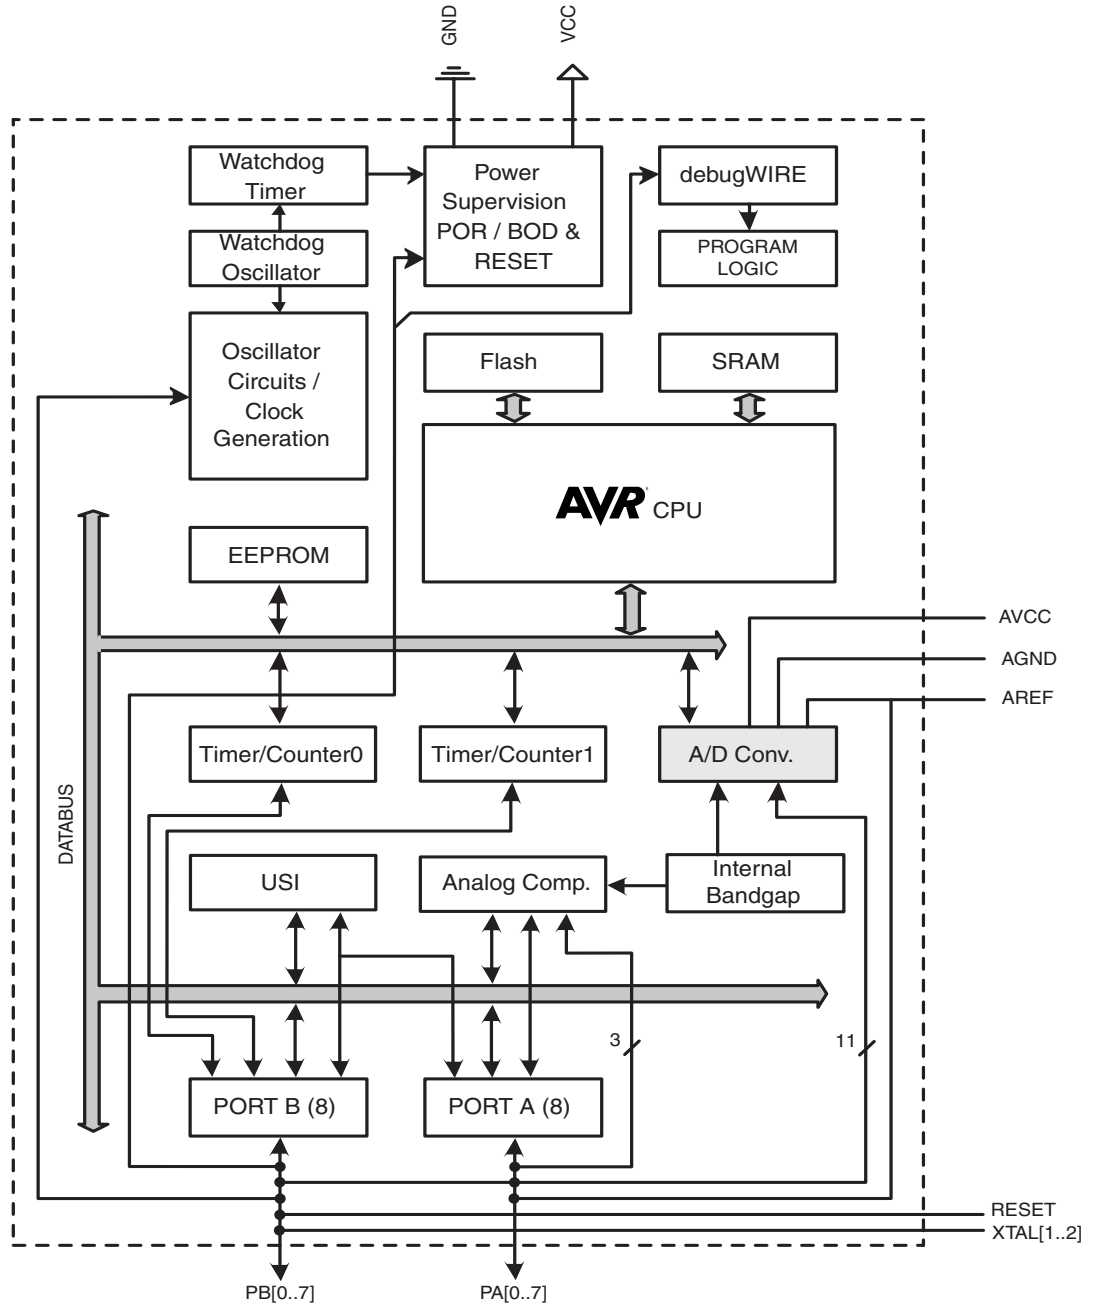 GND
VCC
Watchdog
Timer
Power
Supervision
POR / BOD &
RESET
debugWIRE
Watchdog
Oscillator
PROGRAM
LOGIC
Oscillator
Circuits /
Clock
Generation
Flash
SRAM
AVR CPU
EEPROM
AVCC
AGND
AREF
Timer/Counter0
Timer/Counter1
A/D Conv.
DATABUS
USI
Analog Comp.
Internal
Bandgap
3
11
PORT B (8)
PORT A (8)
RESET
XTAL[1..2]
PB[0..7]
PA[0..7]